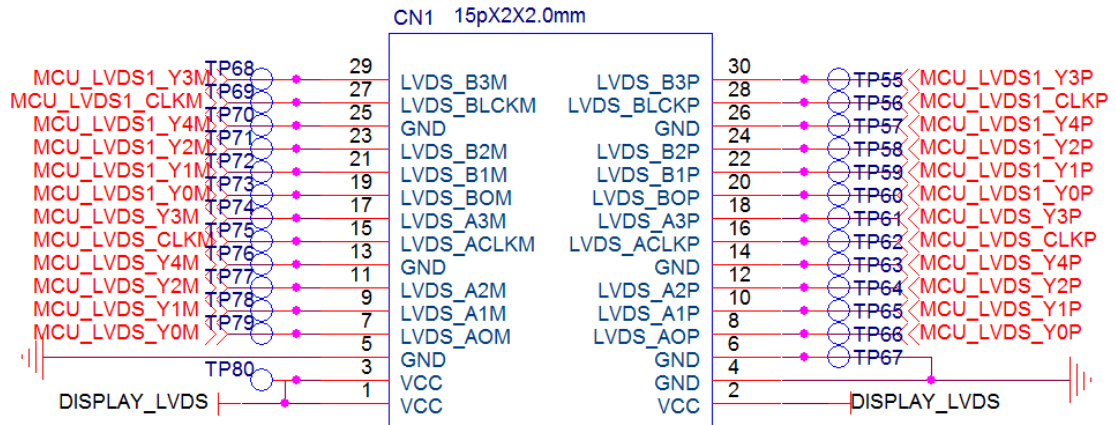 CN1 15pX2X2.0mm
MCU_LVDS1_Y3M TP68 29 LVDS_B3M LVDS_B3P 30 TP55 MCU_LVDS1_Y3P
MCU_LVDS1_CLKM TP69 27 LVDS_BLCKM LVDS_BLCKP 28 TP56 MCU_LVDS1_CLKP
MCU_LVDS1_Y4M TP70 25 GND GND 26 TP57 MCU_LVDS1_Y4P
MCU_LVDS1_Y2M TP71 23 LVDS_B2M LVDS_B2P 24 TP58 MCU_LVDS1_Y2P
MCU_LVDS1_Y1M TP72 21 LVDS_B1M LVDS_B1P 22 TP59 MCU_LVDS1_Y1P
MCU_LVDS1_Y0M TP73 19 LVDS_BOM LVDS_BOP 20 TP60 MCU_LVDS1_Y0P
MCU_LVDS_Y3M TP74 17 LVDS_A3M LVDS_A3P 18 TP61 MCU_LVDS_Y3P
MCU_LVDS_CLKM TP75 15 LVDS_ACLKM LVDS_ACLKP 16 TP62 MCU_LVDS_CLKP
MCU_LVDS_Y4M TP76 13 GND GND 14 TP63 MCU_LVDS_Y4P
MCU_LVDS_Y2M TP77 11 LVDS_A2M LVDS_A2P 12 TP64 MCU_LVDS_Y2P
MCU_LVDS_Y1M TP78 9 LVDS_A1M LVDS_A1P 10 TP65 MCU_LVDS_Y1P
MCU_LVDS_Y0M TP79 7 LVDS_AOM LVDS_AOP 8 TP66 MCU_LVDS_Y0P
5 GND GND 6 TP67
TP80 3 VCC GND 4
DISPLAY_LVDS 1 VCC VCC 2 DISPLAY_LVDS